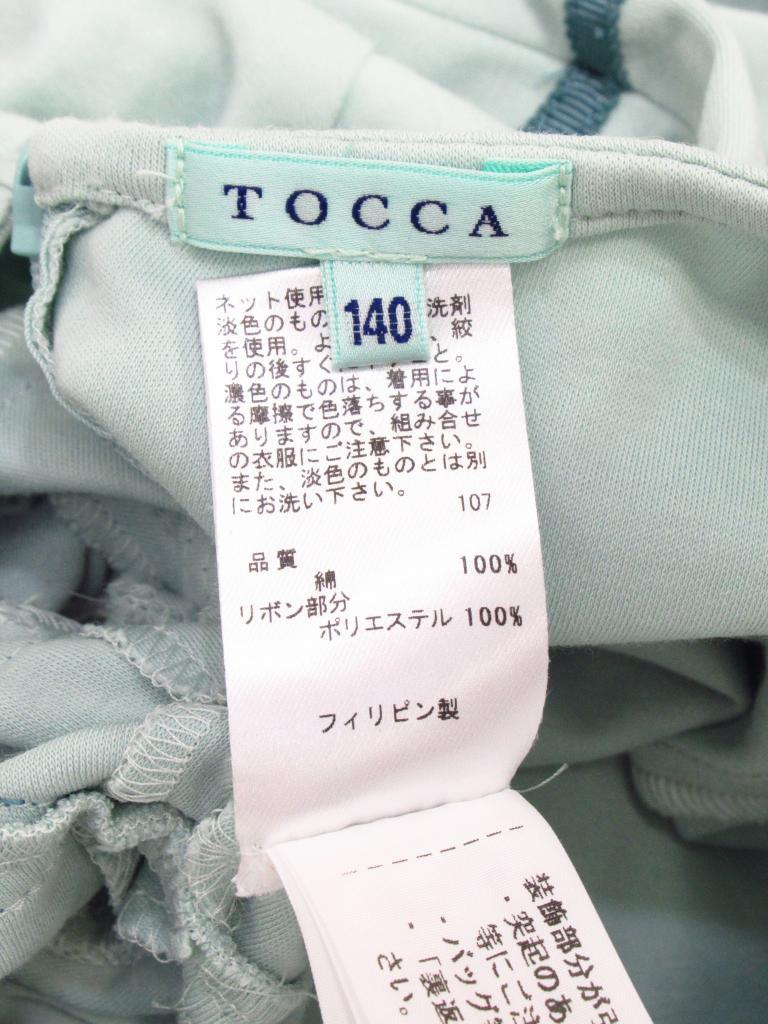 TOCCA
140
ネット使用 洗剤
淡色のもの 、絞
を使用。よ
りの後すぐ こと。
濃色のものは、着用によ
る摩擦で色落ちする事が
ありますので、組み合せ
の衣服にご注意下さい。
また、淡色のものとは別
にお洗い下さい。
107
品質
綿 100%
リボン部分
ポリエステル 100%
フィリピン製
装飾部分が引
・突起のあ
等にご注
・バッグ等
・「裏返
さい。